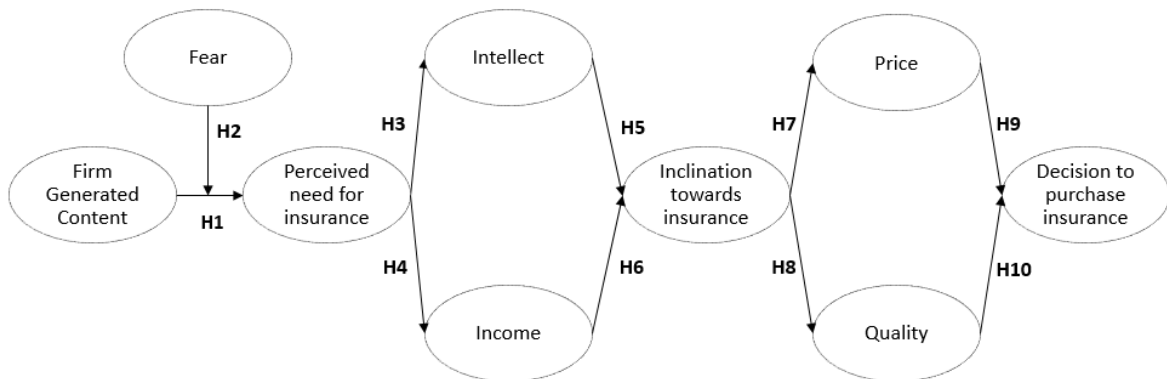 Fear
Intellect
Price
H2
H3
H5
H7
H9
Firm
Generated
Content
H1
Perceived
need for
insurance
Inclination
towards
insurance
Decision to
purchase
insurance
H4
H6
H8
H10
Income
Quality